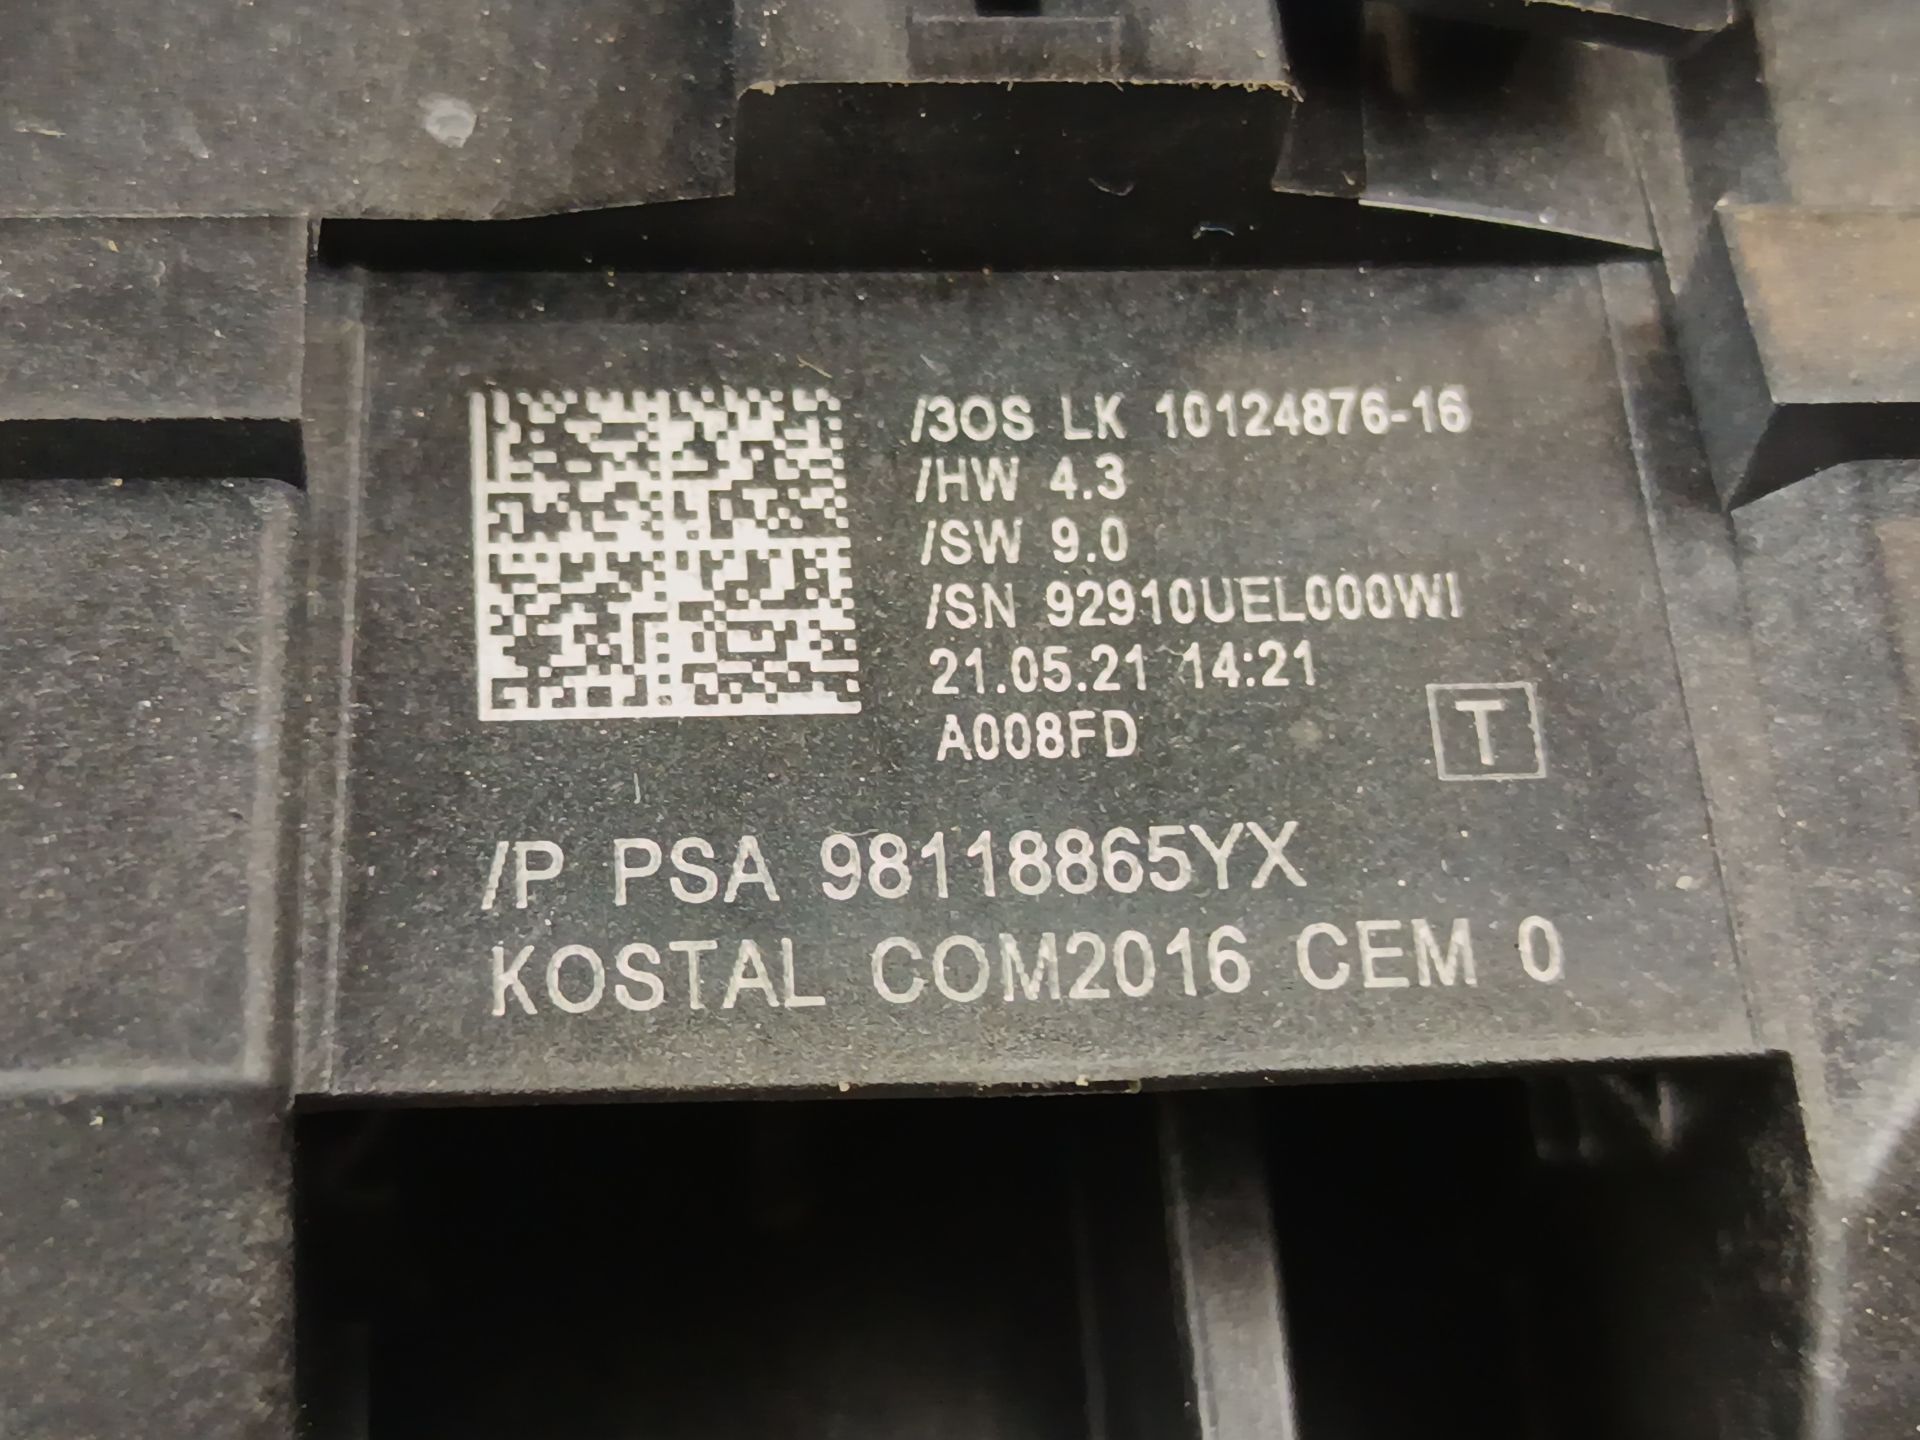 /3OS LK 10124876-16
/HW 4.3
/SW 9.0
/SN 92910UEL000WI
21.05.21 14:21
A008FD
T
/P PSA 98118865YX
KOSTAL COM2016 CEM 0